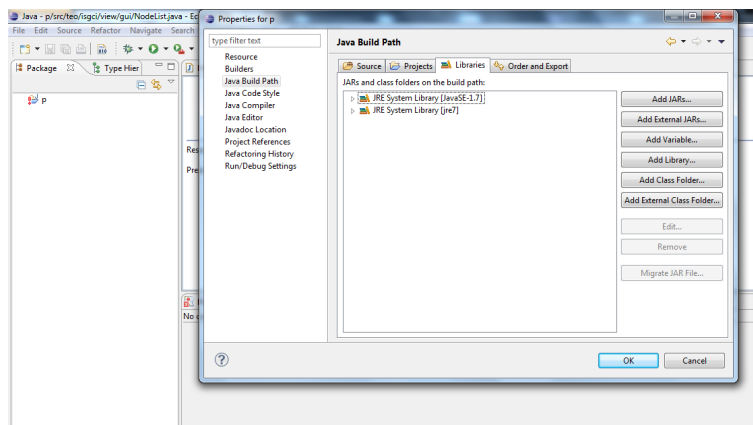 Java - p/src/teo/isgci/view/gui/NodeList.java - Ec
Properties for p
File Edit Source Refactor Navigate Search
type filter text
Java Build Path
Resource
Builders
Java Build Path
Java Code Style
Java Compiler
Java Editor
Javadoc Location
Project References
Refactoring History
Run/Debug Settings
Source Projects Libraries Order and Export
JARs and class folders on the build path:
JRE System Library [JavaSE-1.7]
JRE System Library [jre7]
Add JARs...
Add External JARs...
Add Variable...
Add Library...
Add Class Folder...
Add External Class Folder...
Edit...
Remove
Migrate JAR File...
Package Type Hier
p
Res
Pre
No
OK Cancel